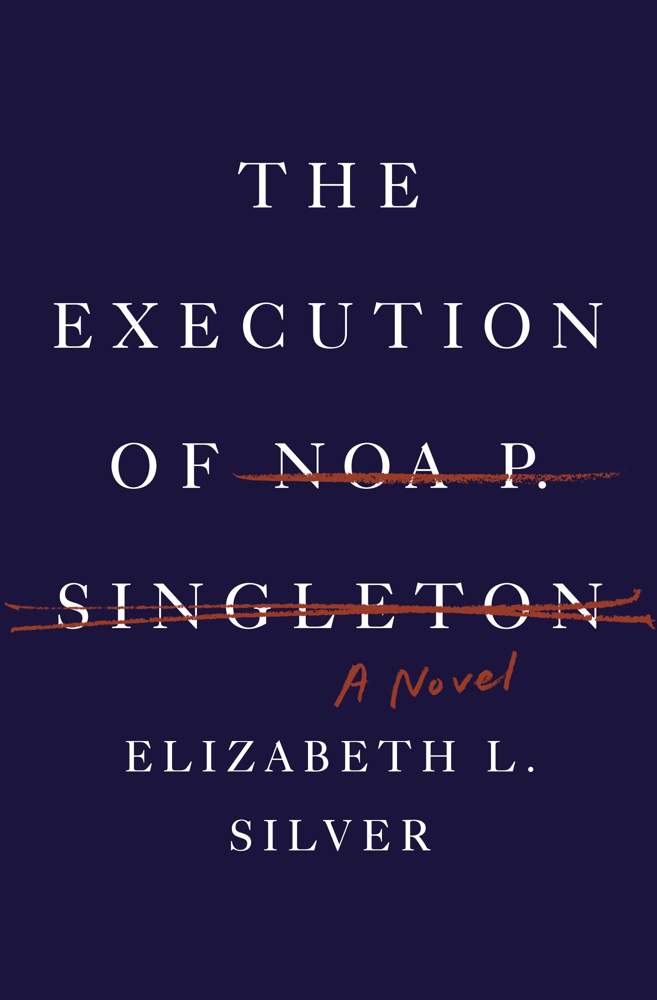 THE
EXECUTION
OF NOA P.
SINGLETON
A Novel
ELIZABETH L.
SILVER